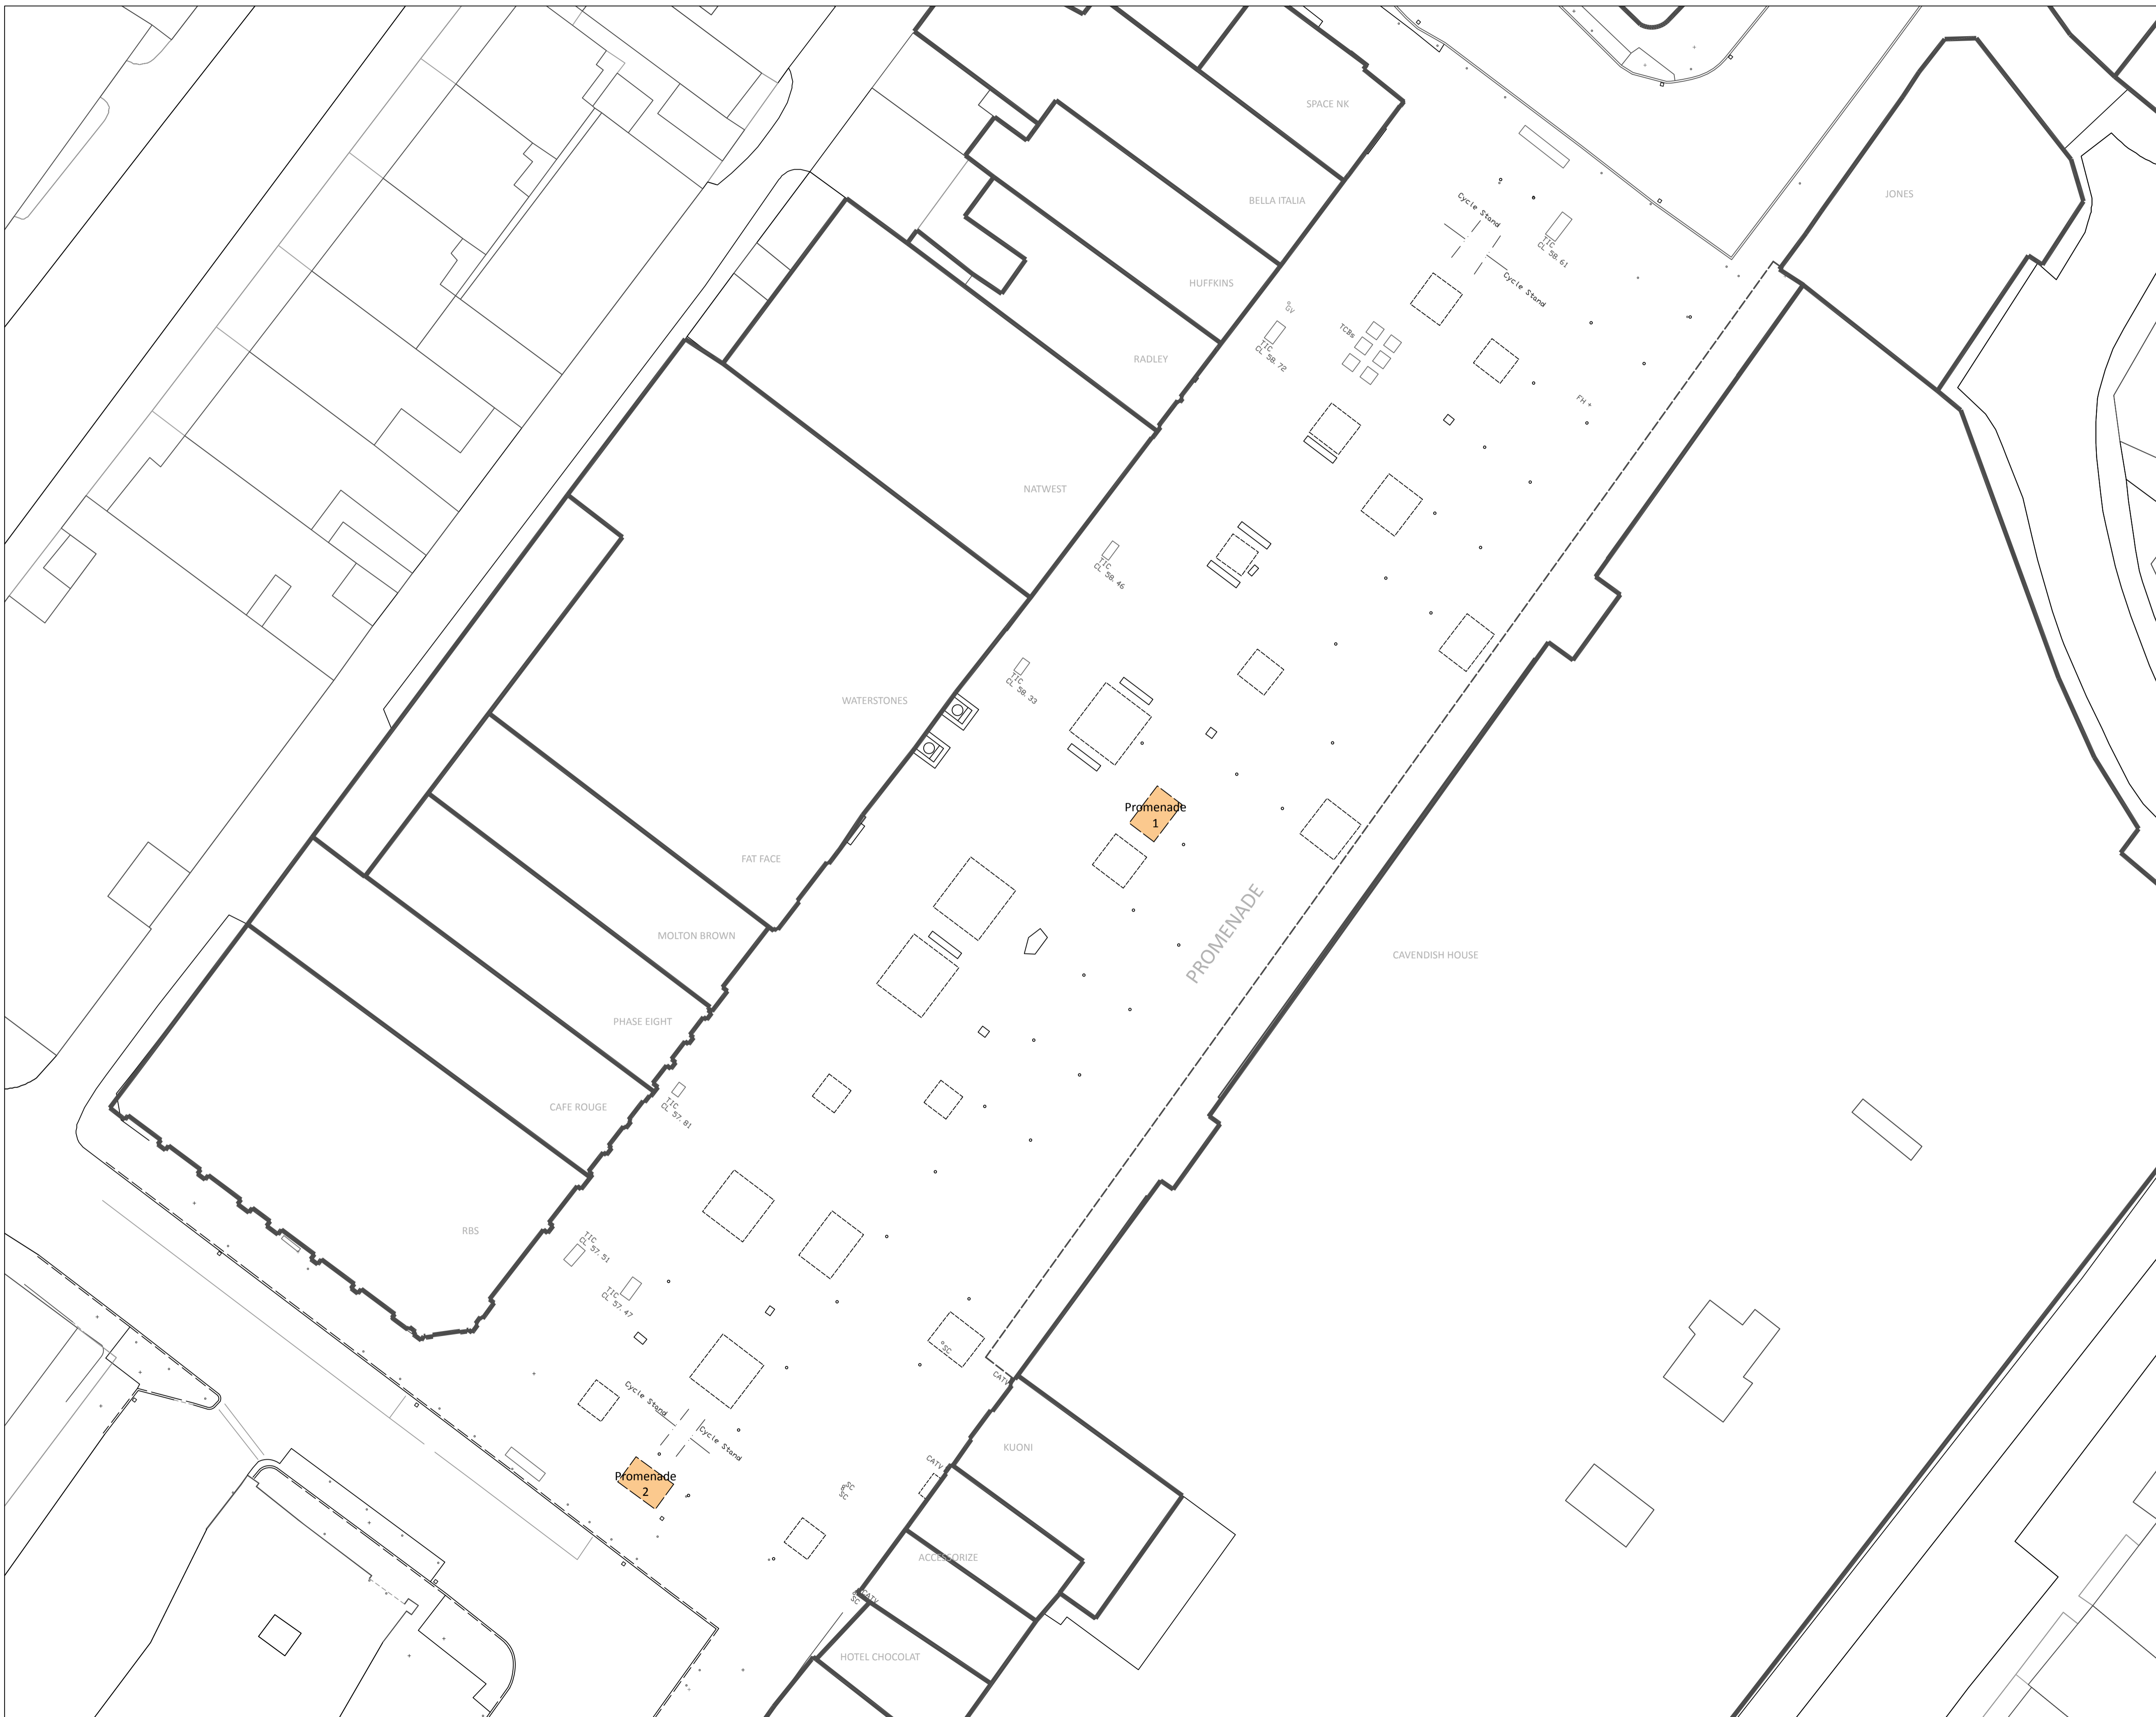 SPACE NK
JONES
BELLA ITALIA
Cycle Stand
TIC
CL 58.61
HUFFKINS
Cycle Stand
GV
TCBs
TIC
CL 58.72
RADLEY
FH +
NATWEST
TIC
CL 58.46
TIC
CL 58.33
WATERSTONES
Promenade
1
FAT FACE
PROMENADE
MOLTON BROWN
CAVENDISH HOUSE
PHASE EIGHT
CAFE ROUGE
TIC
CL 57.81
RBS
TIC
CL 57.51
TIC
CL 57.47
SC
CATV
Cycle Stand
Cycle Stand
KUONI
CATV
Promenade
2
SC
SC
ACCESSORIZE
CATV
SC
HOTEL CHOCOLAT